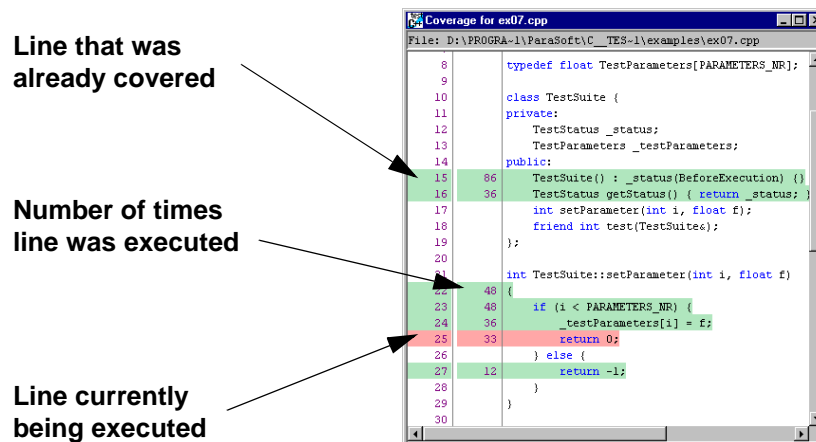 Coverage for ex07.cpp
File: D:\PROGRA~1\ParaSoft\C__TES~1\examples\ex07.cpp
Line that was
already covered
Number of times
line was executed
Line currently
being executed
8 typedef float TestParameters[PARAMETERS_NR];
9
10 class TestSuite {
11 private:
12 TestStatus _status;
13 TestParameters _testParameters;
14 public:
15 86 TestSuite() : _status(BeforeExecution) {}
16 36 TestStatus getStatus() { return _status; }
17 int setParameter(int i, float f);
18 friend int test(TestSuite&);
19 };
20
21 int TestSuite::setParameter(int i, float f)
22 48 {
23 48 if (i < PARAMETERS_NR) {
24 36 _testParameters[i] = f;
25 33 return 0;
26 } else {
27 12 return -1;
28 }
29 }
30